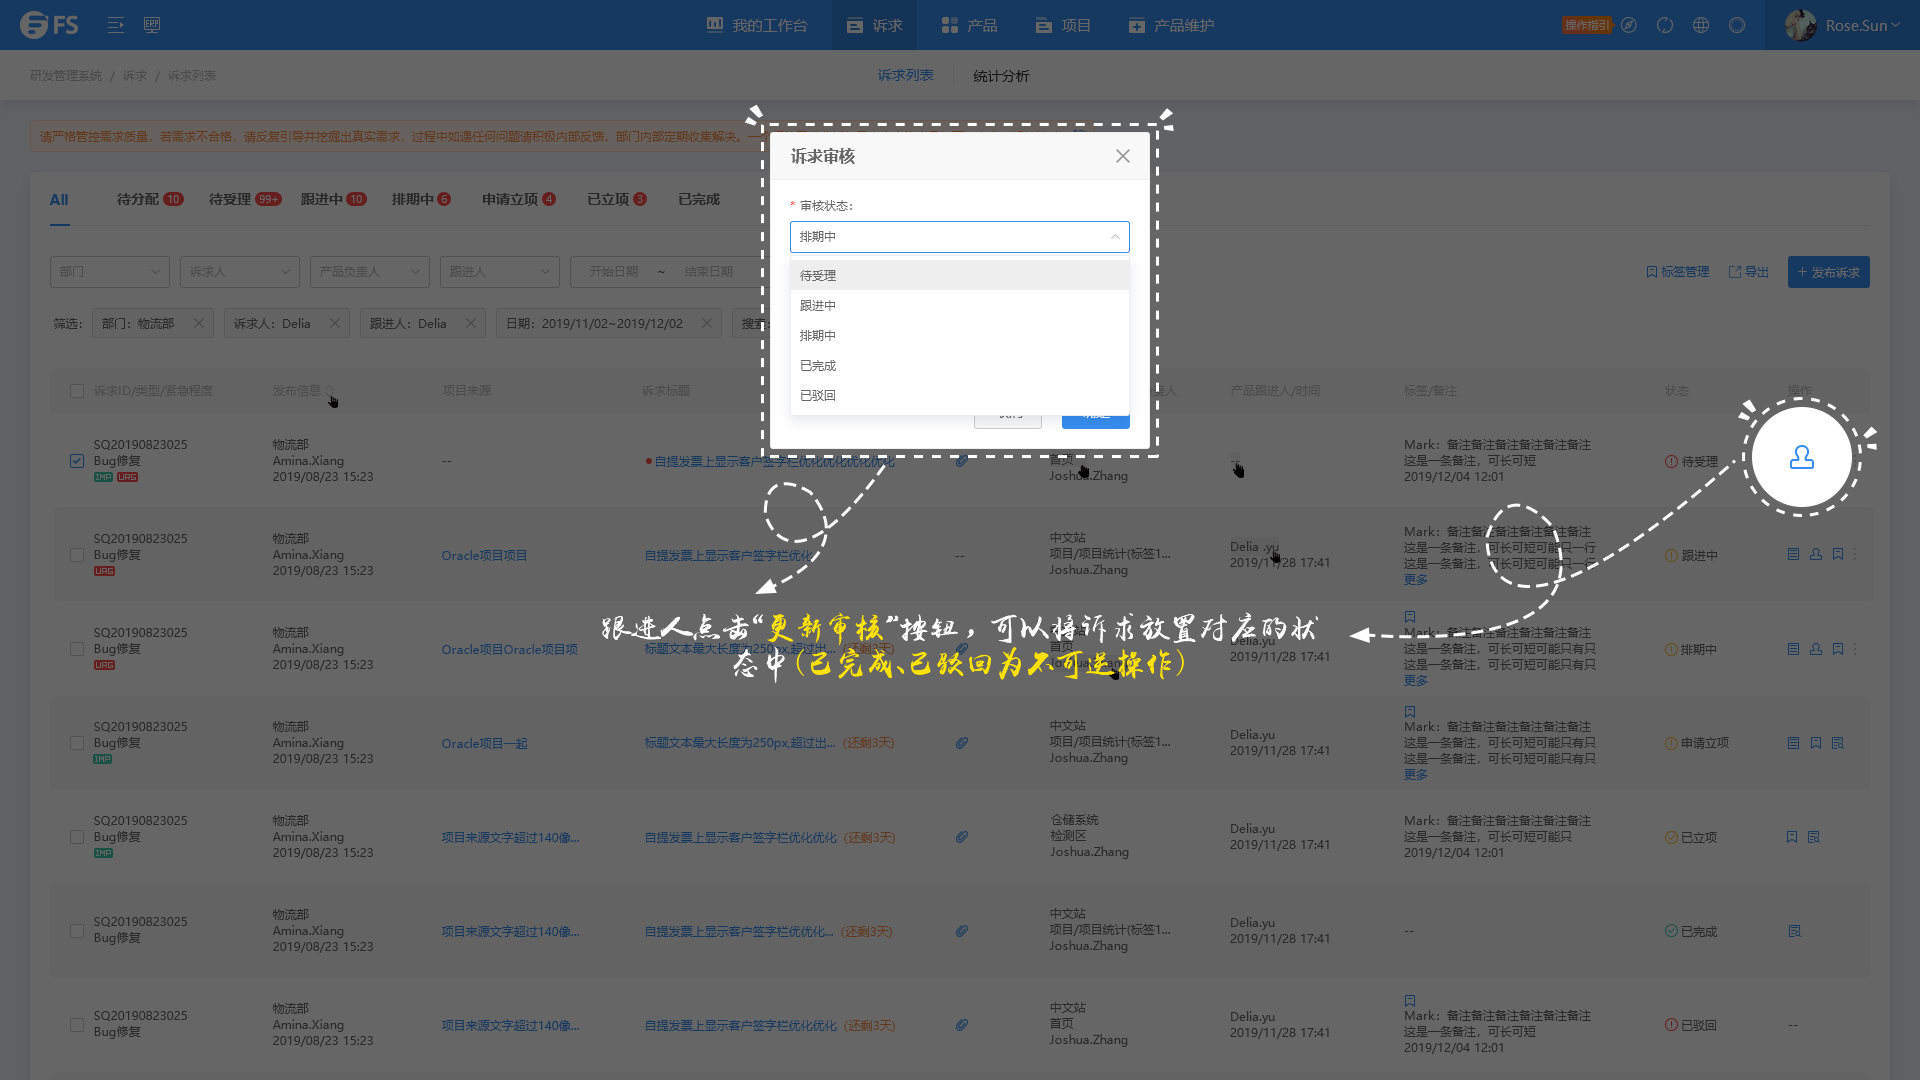 FS
我的工作台
诉求
产品
项目
产品维护
操作指引
Rose.Sun
研发管理系统 / 诉求 / 诉求列表
诉求列表
统计分析
请严格管控需求质量，若需求不合格，请反复引导并挖掘出真实需求，过程中如遇任何问题请积极内部反馈，部门内部定期收集解决。
诉求审核
* 审核状态：
排期中
待受理
跟进中
排期中
已完成
已驳回
All
待分配 10
待受理 99+
跟进中 10
排期中 6
申请立项 4
已立项 3
已完成
部门
诉求人
产品负责人
跟进人
开始日期 ~ 结束日期
标签管理
导出
+ 发布诉求
筛选：
部门：物流部
诉求人：Delia
跟进人：Delia
日期：2019/11/02~2019/12/02
搜索：
诉求ID/类型/紧急程度
发布信息
项目来源
诉求标题
产品跟进人/时间
标签/备注
状态
操作
SQ20190823025
Bug修复
IMP URG
物流部
Amina.Xiang
2019/08/23 15:23
--
自提发票上显示客户签字栏优化优化优化优化
首页
Joshua.Zhang
--
Mark：备注备注备注备注备注备注
这是一条备注，可长可短
2019/12/04 12:01
待受理
SQ20190823025
Bug修复
URG
物流部
Amina.Xiang
2019/08/23 15:23
Oracle项目项目
自提发票上显示客户签字栏优化
--
中文站
项目/项目统计(标签1...
Joshua.Zhang
Delia .yu
2019/11/28 17:41
Mark：备注备注备注备注备注备注
这是一条备注，可长可短可能只一行
这是一条备注，可长可短可能只一行
更多
跟进中
跟进人点击“更新审核”按钮，可以将诉求放置对应的状
态中(已完成、已驳回为不可逆操作)
SQ20190823025
Bug修复
URG
物流部
Amina.Xiang
2019/08/23 15:23
Oracle项目Oracle项目项
标题文本最大长度为250px,超过出... (还剩3天)
首页
Delia.yu
2019/11/28 17:41
Mark：备注备注备注备注备注备注
这是一条备注，可长可短可能只有只
这是一条备注，可长可短可能只有只
更多
排期中
SQ20190823025
Bug修复
IMP
物流部
Amina.Xiang
2019/08/23 15:23
Oracle项目一起
标题文本最大长度为250px,超过出... (还剩3天)
中文站
项目/项目统计(标签1...
Joshua.Zhang
Delia.yu
2019/11/28 17:41
Mark：备注备注备注备注备注备注
这是一条备注，可长可短可能只有只
这是一条备注，可长可短可能只有只
更多
申请立项
SQ20190823025
Bug修复
IMP
物流部
Amina.Xiang
2019/08/23 15:23
项目来源文字超过140像...
自提发票上显示客户签字栏优化优化 (还剩3天)
仓储系统
检测区
Joshua.Zhang
Delia.yu
2019/11/28 17:41
Mark：备注备注备注备注备注备注
这是一条备注，可长可短可能只
2019/12/04 12:01
已立项
SQ20190823025
Bug修复
物流部
Amina.Xiang
2019/08/23 15:23
项目来源文字超过140像...
自提发票上显示客户签字栏优优化... (还剩3天)
中文站
项目/项目统计(标签1...
Joshua.Zhang
Delia.yu
2019/11/28 17:41
--
已完成
SQ20190823025
Bug修复
物流部
Amina.Xiang
2019/08/23 15:23
项目来源文字超过140像...
自提发票上显示客户签字栏优化优化 (还剩3天)
中文站
首页
Joshua.Zhang
Delia.yu
2019/11/28 17:41
Mark：备注备注备注备注备注备注
这是一条备注，可长可短
2019/12/04 12:01
已驳回
--